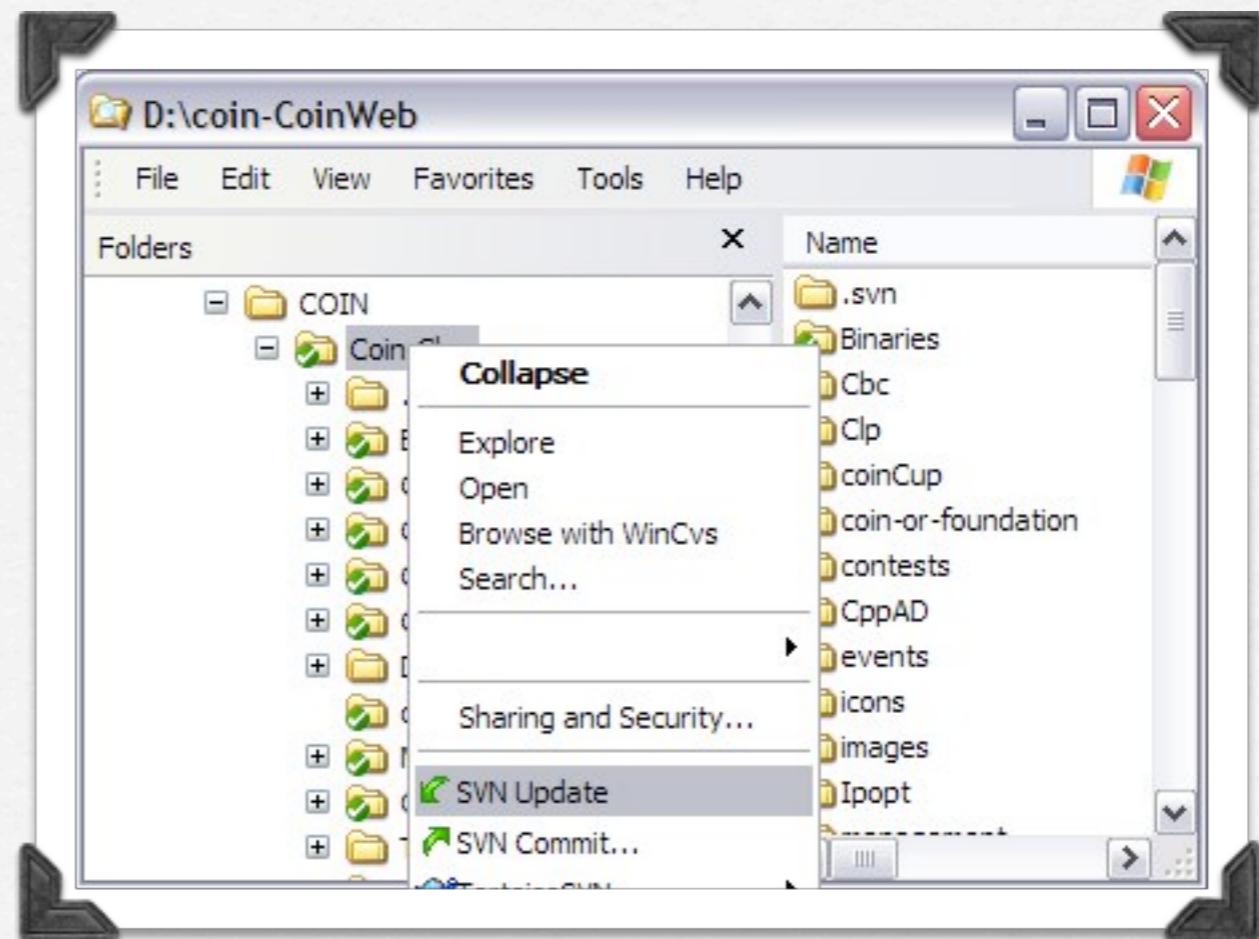 D:\coin-CoinWeb
File Edit View Favorites Tools Help
Folders
COIN
Coin
Collapse
Explore
Open
Browse with WinCvs
Search...
Sharing and Security...
SVN Update
SVN Commit...
Name
.svn
Binaries
Cbc
Clp
coinCup
coin-or-foundation
contests
CppAD
events
icons
images
Ipopt